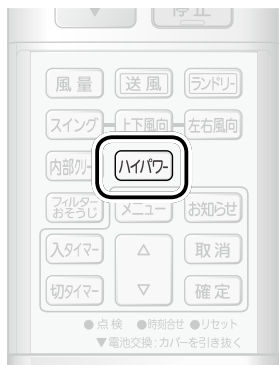 停止
風量 送風 ランドリー
スイング 上下風向 左右風向
内部クリーン ハイパワー
フィルター
おそうじ メニュー お知らせ
入タイマー △ 取消
切タイマー ▽ 確定
●点検 ●時刻合せ ●リセット
▼電池交換:カバーを引き抜く